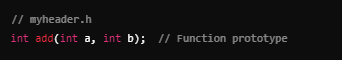 // myheader.h
int add(int a, int b);  // Function prototype